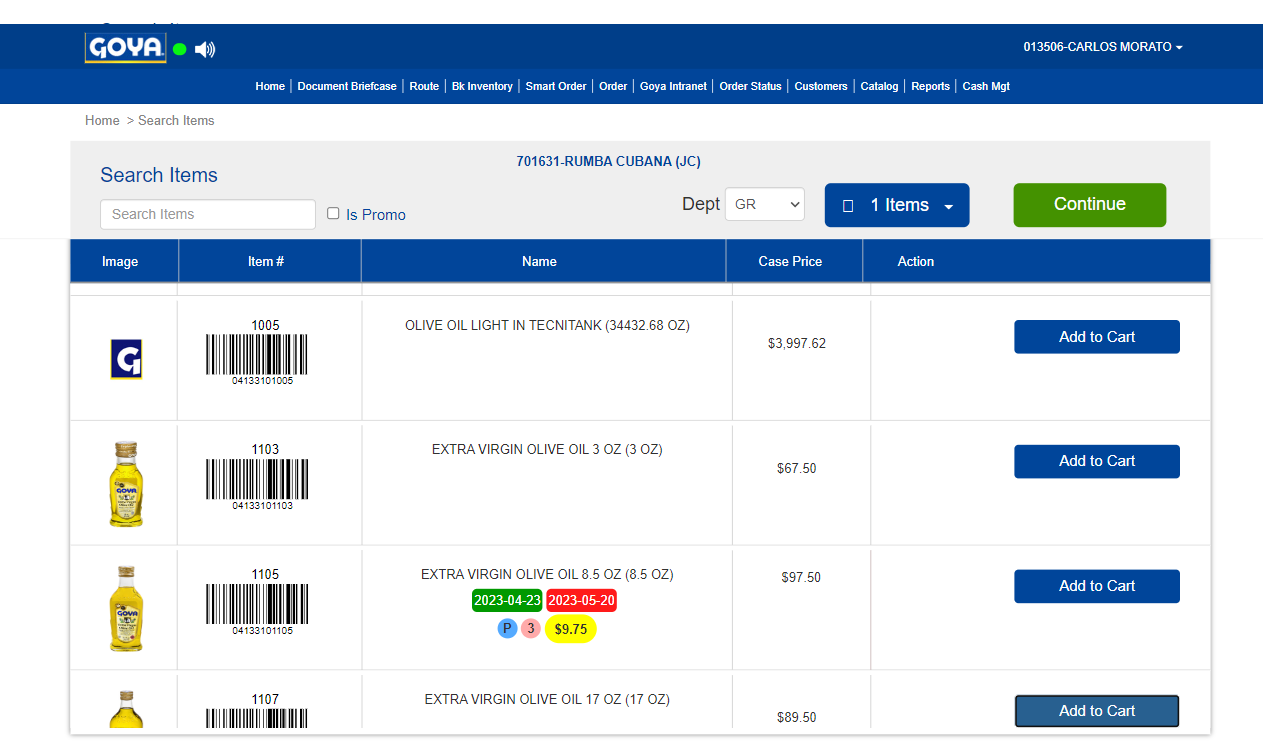 GOYA
013506-CARLOS MORATO
Home | Document Briefcase | Route | Bk Inventory | Smart Order | Order | Goya Intranet | Order Status | Customers | Catalog | Reports | Cash Mgt
Home > Search Items
701631-RUMBA CUBANA (JC)
Search Items
Search Items Is Promo Dept GR 1 Items Continue
Image Item # Name Case Price Action
1005 OLIVE OIL LIGHT IN TECNITANK (34432.68 OZ) $3,997.62 Add to Cart
G
04133101005
1103 EXTRA VIRGIN OLIVE OIL 3 OZ (3 OZ) $67.50 Add to Cart
GOYA
04133101103
1105 EXTRA VIRGIN OLIVE OIL 8.5 OZ (8.5 OZ) $97.50 Add to Cart
2023-04-23 2023-05-20
GOYA
04133101105 P 3 $9.75
1107 EXTRA VIRGIN OLIVE OIL 17 OZ (17 OZ) $89.50 Add to Cart